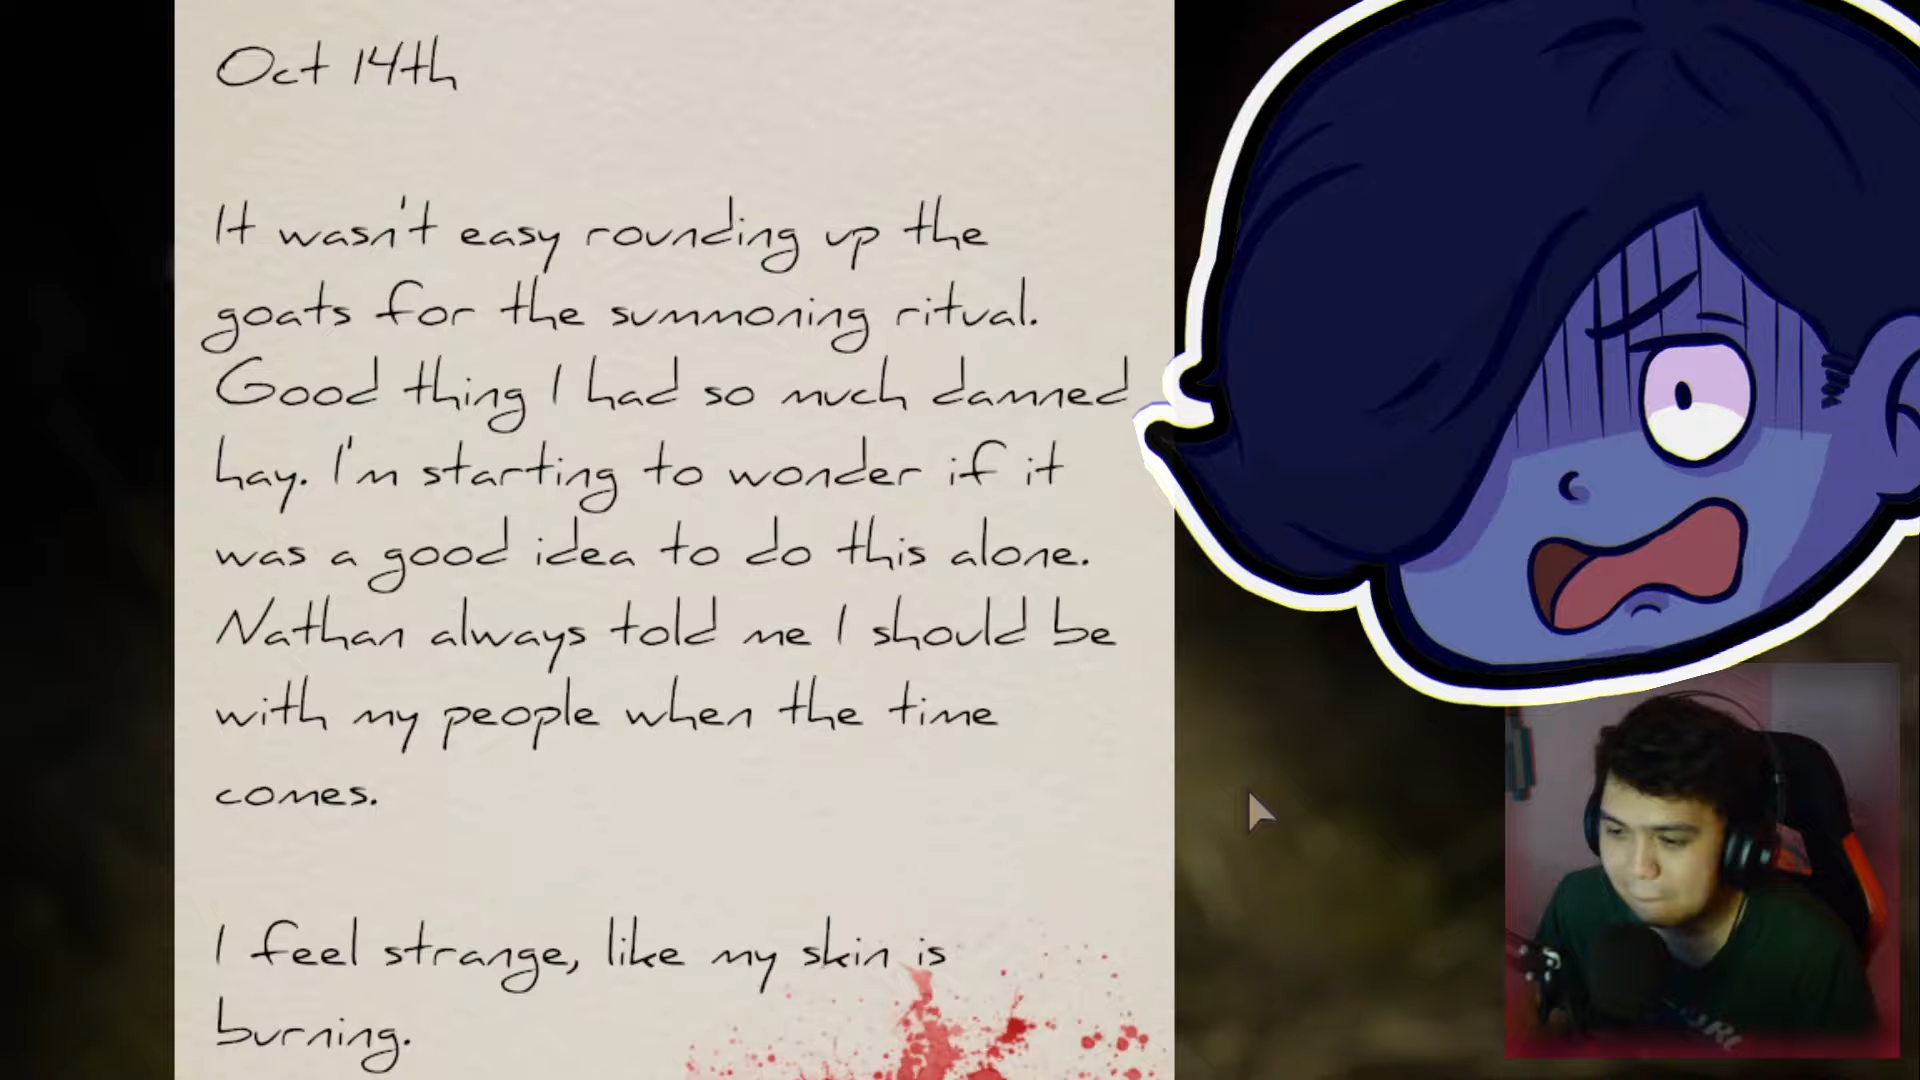 Oct 14th
It wasn't easy rounding up the
goats for the summoning ritual.
Good thing I had so much damned
hay. I'm starting to wonder if it
was a good idea to do this alone.
Nathan always told me I should be
with my people when the time
comes.
I feel strange, like my skin is
burning.